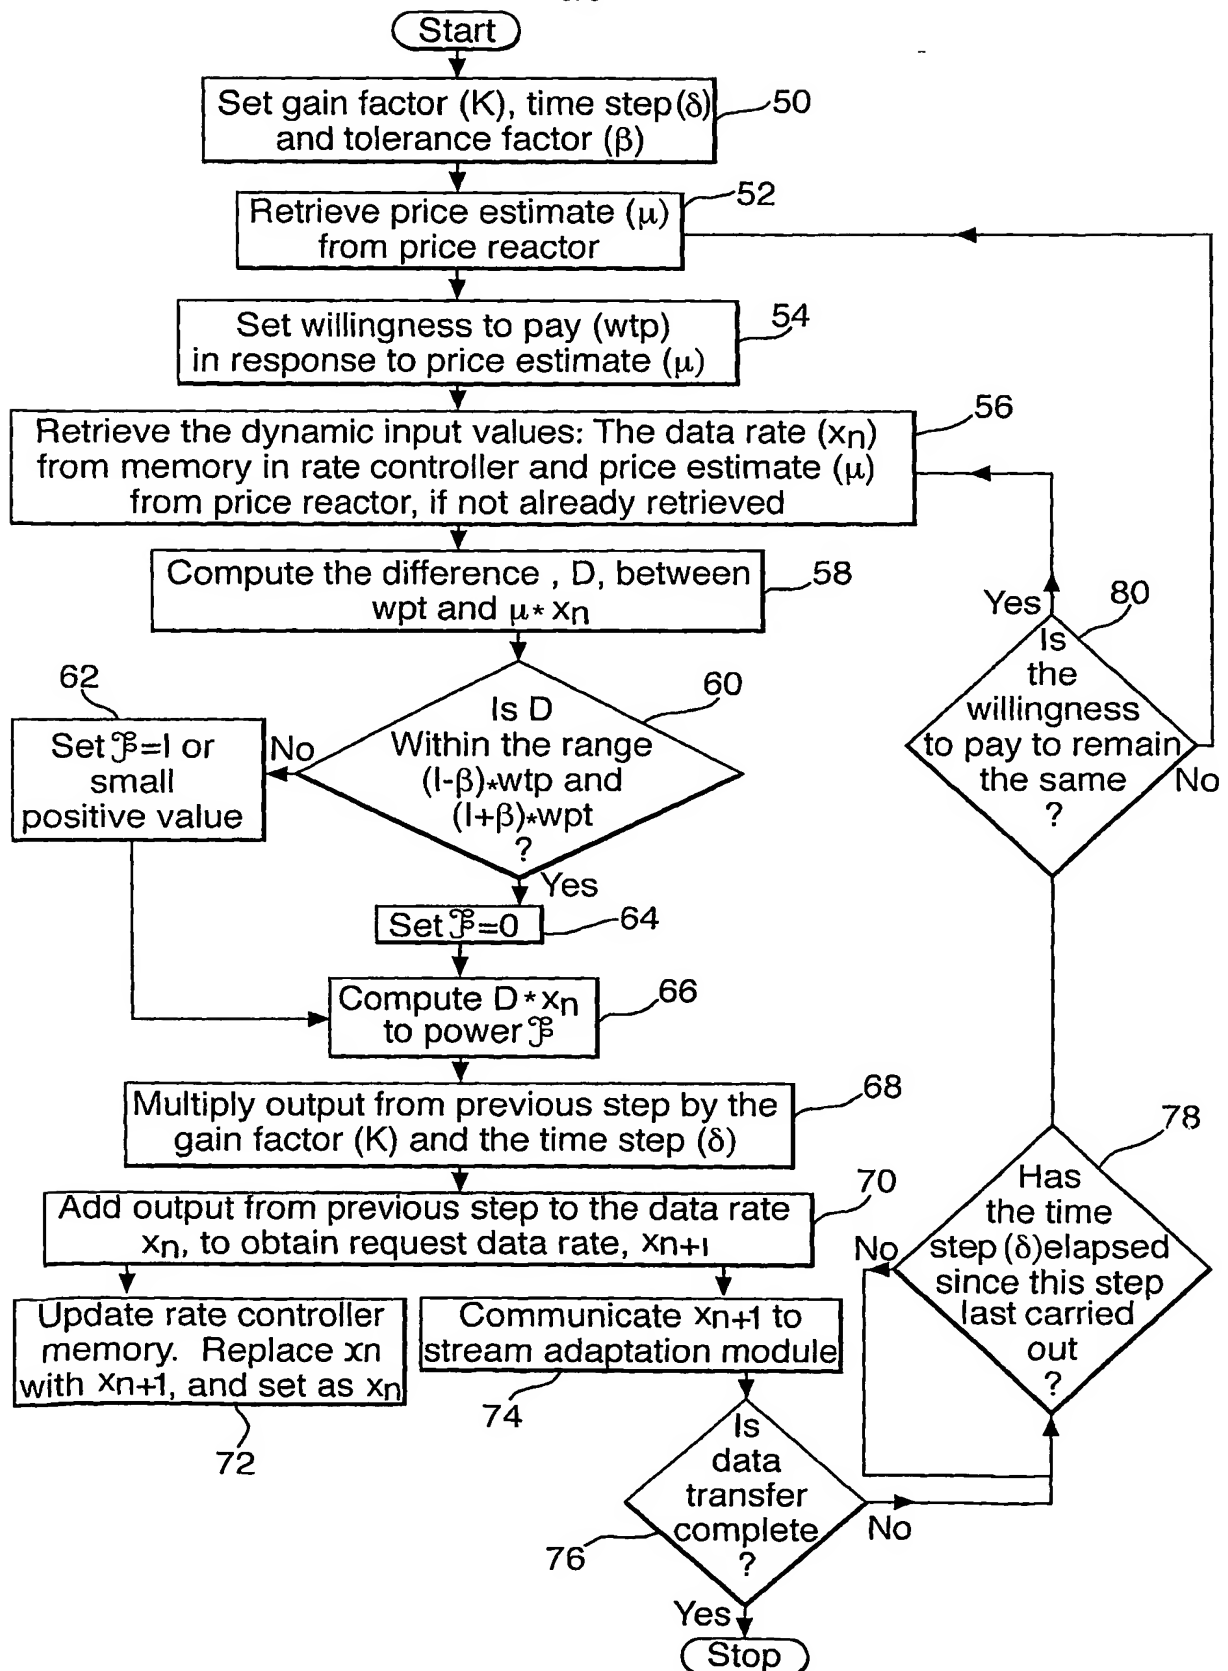 Start
Set gain factor (K), time step(δ)
and tolerance factor (β)
50
Retrieve price estimate (μ)
from price reactor
52
Set willingness to pay (wtp)
in response to price estimate (μ)
54
Retrieve the dynamic input values: The data rate (xn)
from memory in rate controller and price estimate (μ)
from price reactor, if not already retrieved
56
Compute the difference , D, between
wpt and μ* xn
58
Is D
Within the range
(I-β)*wtp and
(I+β)*wpt
?
60
No
62
Set ℱ=I or
small
positive value
Yes
Set ℱ=0
64
Compute D*xn
to power ℱ
66
Multiply output from previous step by the
gain factor (K) and the time step (δ)
68
Add output from previous step to the data rate
xn, to obtain request data rate, xn+I
70
Update rate controller
memory. Replace xn
with xn+1, and set as xn
72
Communicate xn+1 to
stream adaptation module
74
Is
data
transfer
complete
?
76
No
Yes
Stop
Has
the time
step (δ)elapsed
since this step
last carried
out
?
78
No
Is
the
willingness
to pay to remain
the same
?
80
Yes
No